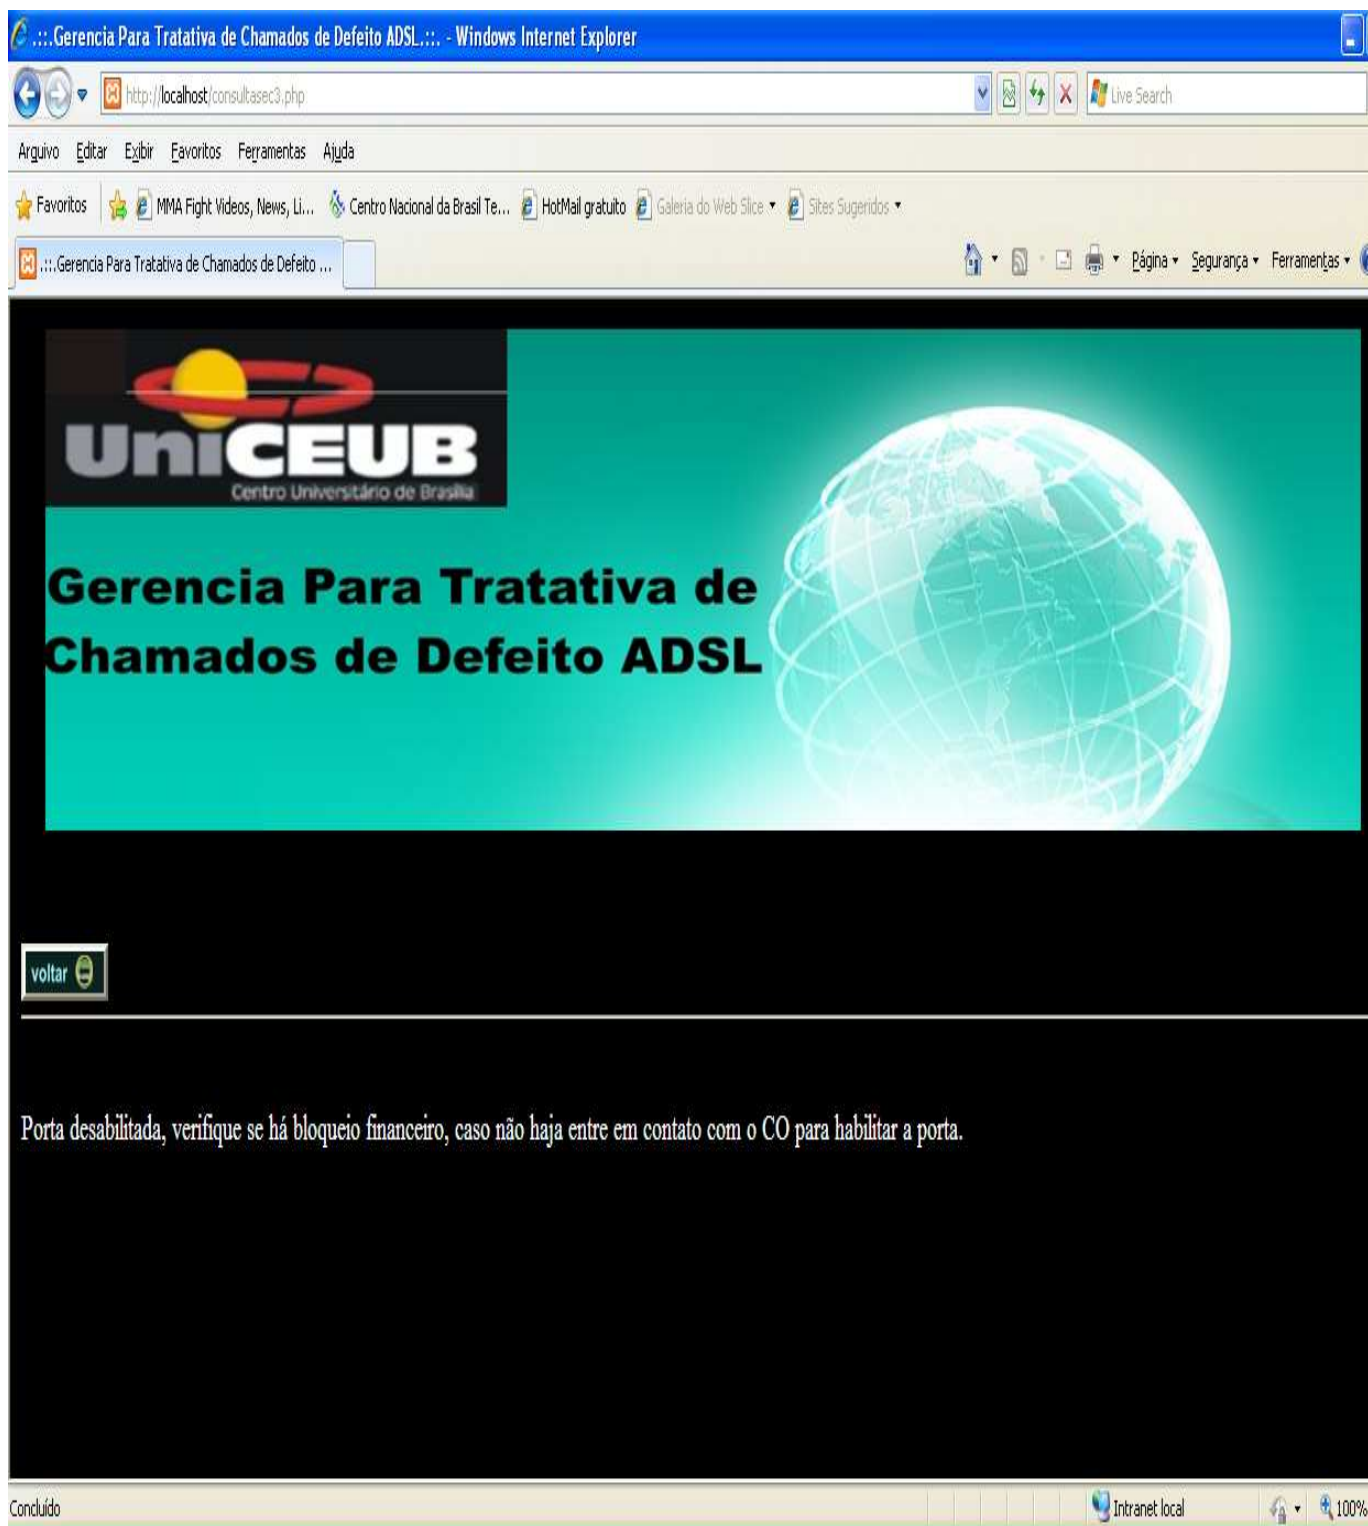 .:::.Gerencia Para Tratativa de Chamados de Defeito ADSL.::. - Windows Internet Explorer
http://localhost/consultasec3.php
Live Search
Arquivo Editar Exibir Favoritos Ferramentas Ajuda
Favoritos MMA Fight Videos, News, Li... Centro Nacional da Brasil Te... HotMail gratuito Galeria do Web Slice Sites Sugeridos
.:::.Gerencia Para Tratativa de Chamados de Defeito ...
Página Segurança Ferramentas
UniCEUB
Centro Universitário de Brasília
Gerencia Para Tratativa de
Chamados de Defeito ADSL
voltar
Porta desabilitada, verifique se há bloqueio financeiro, caso não haja entre em contato com o CO para habilitar a porta.
Concluído
Intranet local
100%